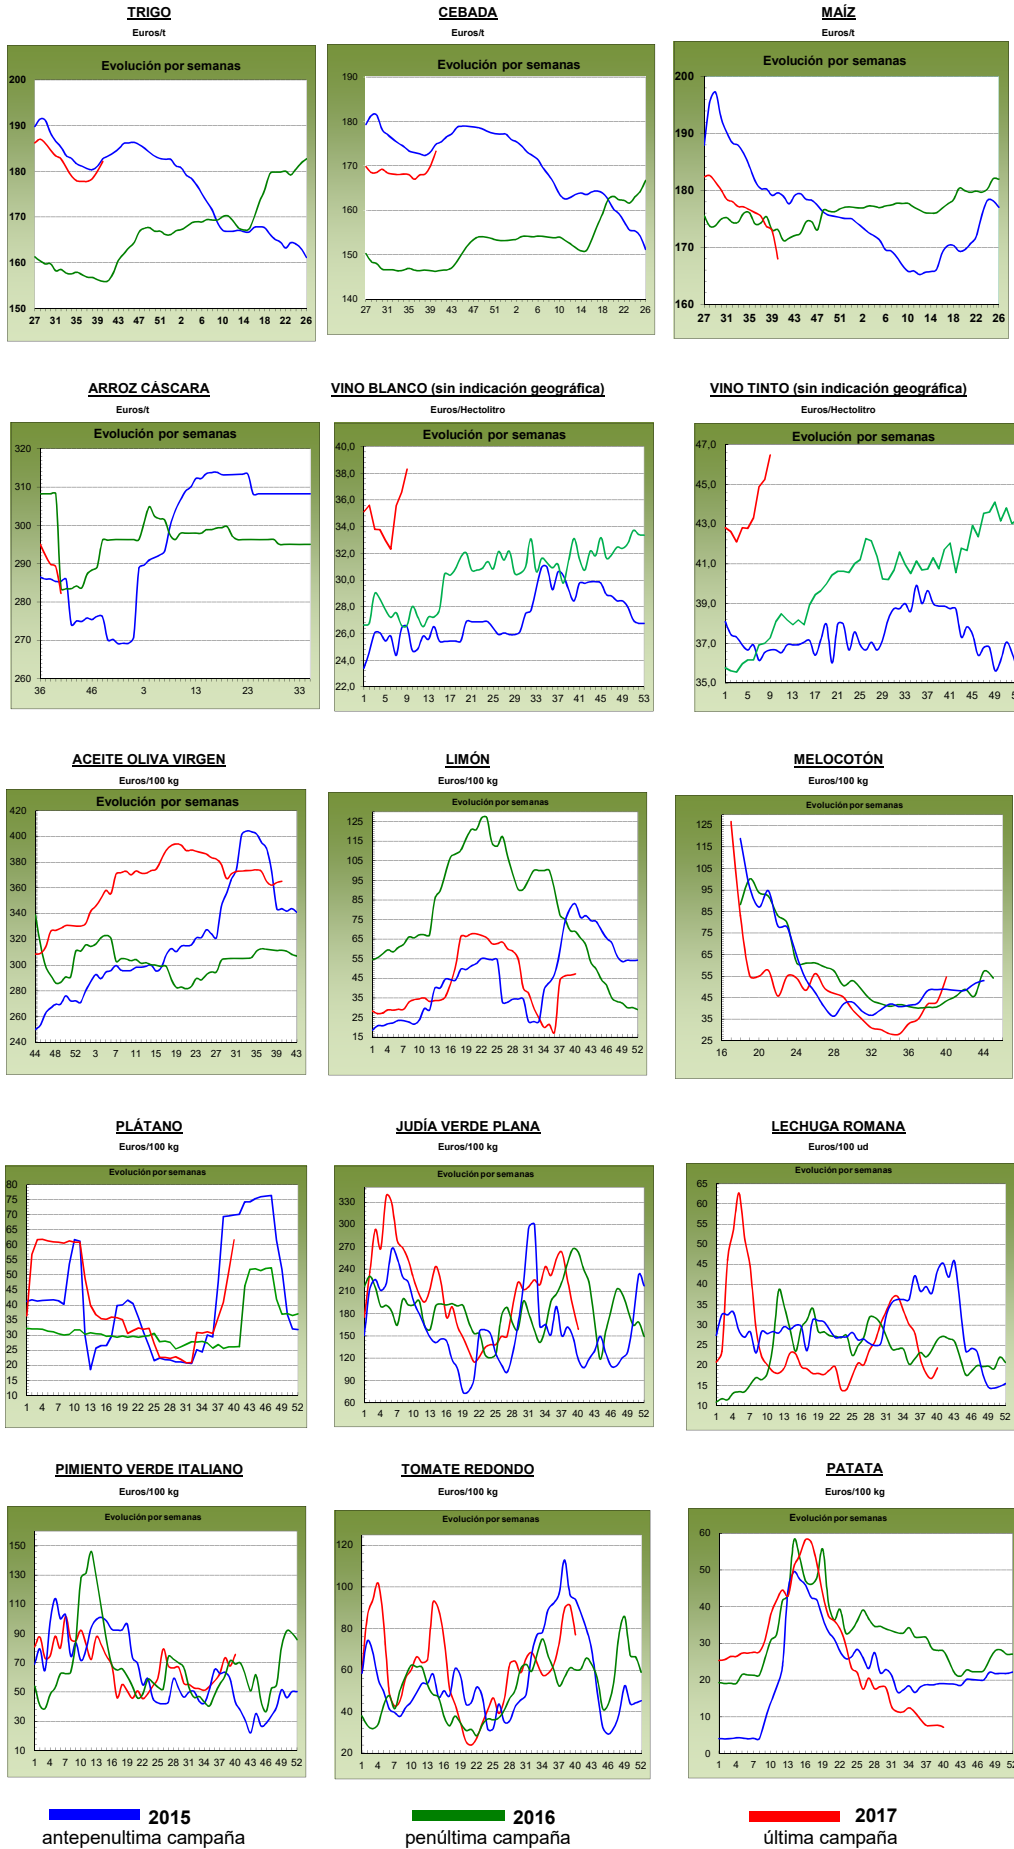 TRIGO
Euros/t
Evolución por semanas
200
190
180
170
160
150
27 31 35 39 43 47 51 2 6 10 14 18 22 26
CEBADA
Euros/t
Evolución por semanas
190
180
170
160
150
140
27 31 35 39 43 47 51 2 6 10 14 18 22 26
MAÍZ
Euros/t
Evolución por semanas
200
190
180
170
160
27 31 35 39 43 47 51 2 6 10 14 18 22 26
ARROZ CÁSCARA
Euros/t
Evolución por semanas
320
310
300
290
280
270
260
36 46 3 13 23 33
VINO BLANCO (sin indicación geográfica)
Euros/Hectolitro
Evolución por semanas
40,0
38,0
36,0
34,0
32,0
30,0
28,0
26,0
24,0
22,0
1 5 9 13 17 21 25 29 33 37 41 45 49 53
VINO TINTO (sin indicación geográfica)
Euros/Hectolitro
Evolución por semanas
47,0
45,0
43,0
41,0
39,0
37,0
35,0
1 5 9 13 17 21 25 29 33 37 41 45 49
ACEITE OLIVA VIRGEN
Euros/100 kg
Evolución por semanas
420
400
380
360
340
320
300
280
260
240
44 48 52 3 7 11 15 19 23 27 31 35 39 43
LIMÓN
Euros/100 kg
Evolución por semanas
125
115
105
95
85
75
65
55
45
35
25
15
1 4 7 10 13 16 19 22 25 28 31 34 37 40 43 46 49 52
MELOCOTÓN
Euros/100 kg
Evolución por semanas
125
115
105
95
85
75
65
55
45
35
25
16 20 24 28 32 36 40 44
PLÁTANO
Euros/100 kg
Evolución por semanas
80
75
70
65
60
55
50
45
40
35
30
25
20
15
10
1 4 7 10 13 16 19 22 25 28 31 34 37 40 43 46 49 52
JUDÍA VERDE PLANA
Euros/100 kg
Evolución por semanas
330
300
270
240
210
180
150
120
90
60
1 4 7 10 13 16 19 22 25 28 31 34 37 40 43 46 49 52
LECHUGA ROMANA
Euros/100 ud
Evolución por semanas
65
60
55
50
45
40
35
30
25
20
15
10
1 4 7 10 13 16 19 22 25 28 31 34 37 40 43 46 49 52
PIMIENTO VERDE ITALIANO
Euros/100 kg
Evolución por semanas
150
130
110
90
70
50
30
10
1 4 7 10 13 16 19 22 25 28 31 34 37 40 43 46 49 52
TOMATE REDONDO
Euros/100 kg
Evolución por semanas
120
100
80
60
40
20
1 4 7 10 13 16 19 22 25 28 31 34 37 40 43 46 49 52
PATATA
Euros/100 kg
Evolución por semanas
60
50
40
30
20
10
0
1 4 7 10 13 16 19 22 25 28 31 34 37 40 43 46 49 52
2015
antepenultima campaña
2016
penúltima campaña
2017
última campaña